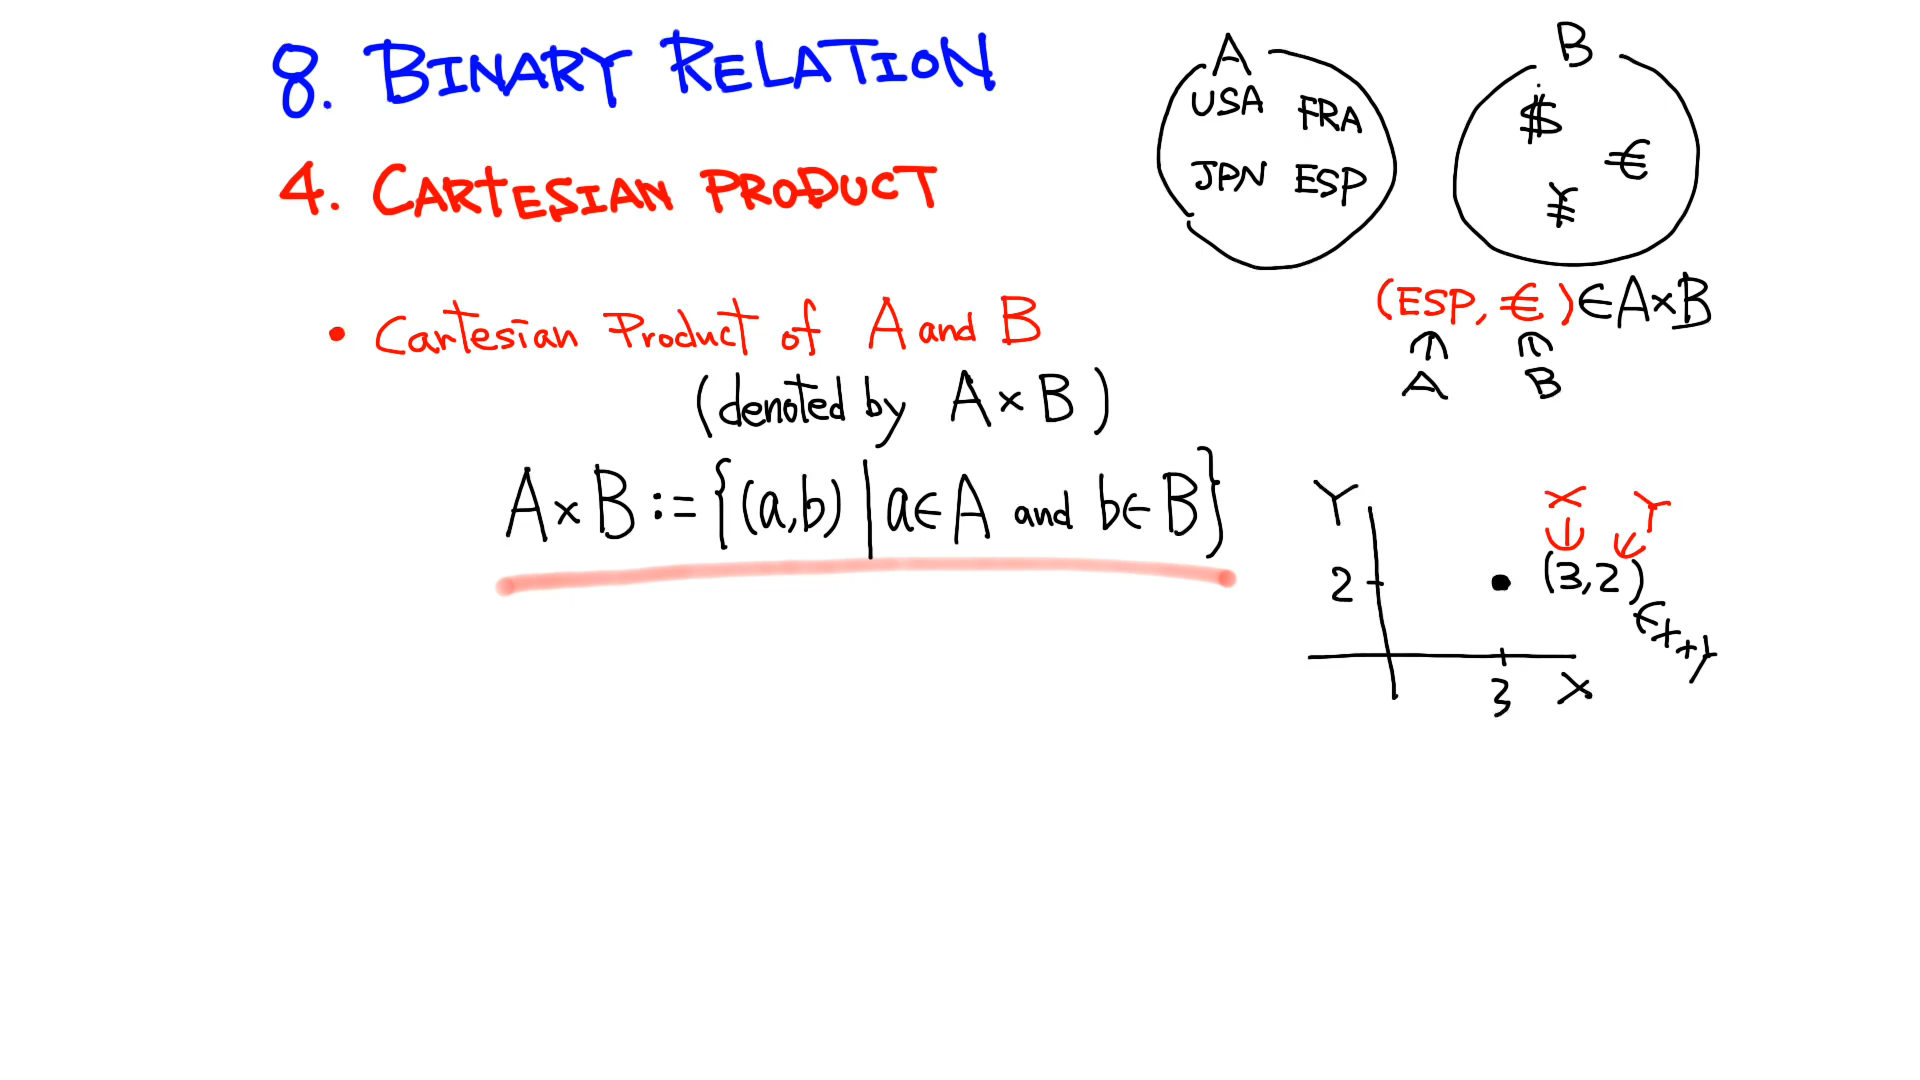 8. BINARY RELATION
4. CARTESIAN PRODUCT
• Cartesian Product of A and B
(denoted by A×B)
A×B := {(a,b) | a∈A and b∈B}
A
USA FRA
JPN ESP
B
$
€
¥
(ESP, €) ∈ A×B
A B
Y
X Y
2
(3,2)
∈X×Y
3 X